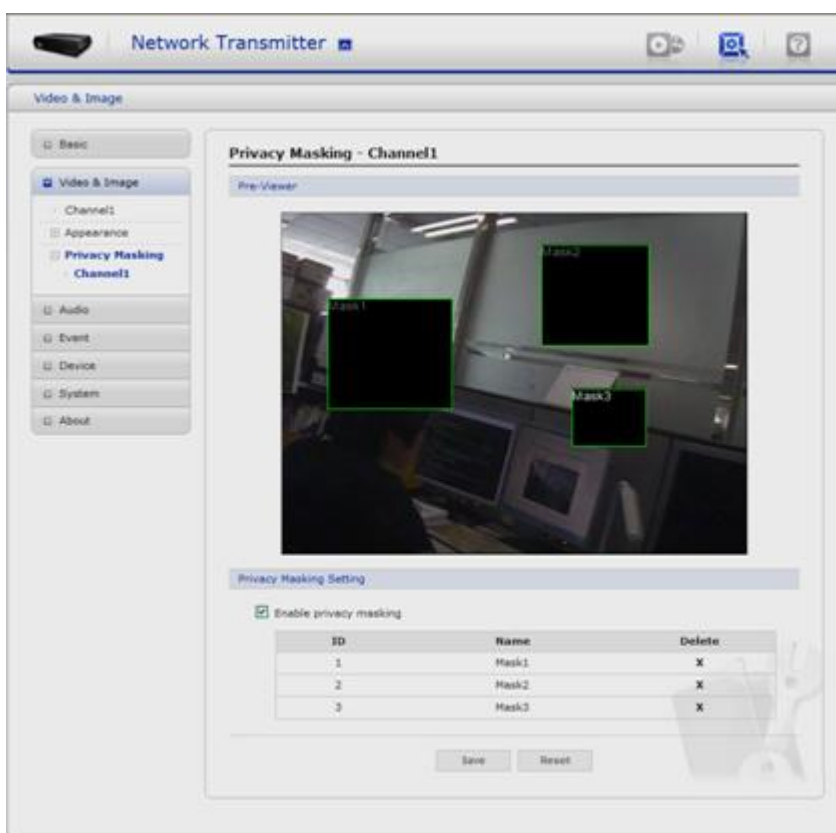 Network Transmitter
Video & Image
Basic
Video & Image
Channel1
Appearance
Privacy Masking
Channel1
Audio
Event
Device
System
About
Privacy Masking - Channel1
Pre-Viewer
Mask1
Mask2
Mask3
Privacy Masking Setting
Enable privacy masking
ID Name Delete
1 Mask1 X
2 Mask2 X
3 Mask3 X
Save Reset